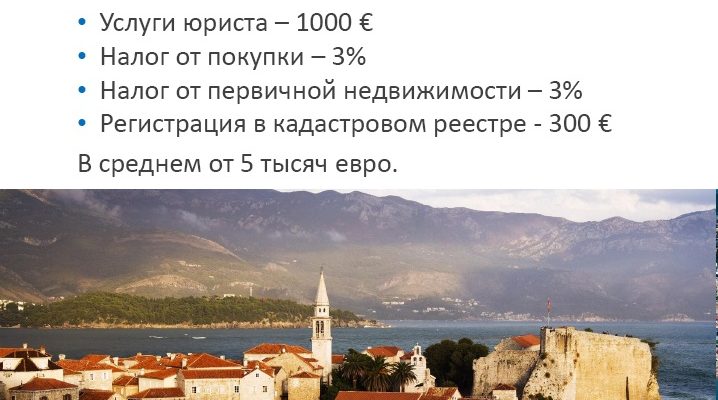 • Услуги юриста – 1000 €
• Налог от покупки – 3%
• Налог от первичной недвижимости – 3%
• Регистрация в кадастровом реестре - 300 €
В среднем от 5 тысяч евро.